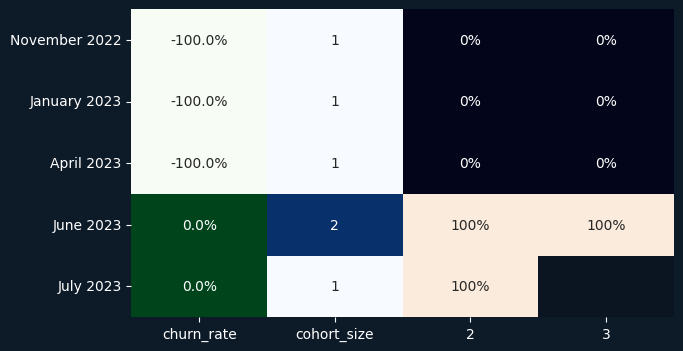 November 2022 -100.0% 1 0% 0%
January 2023 -100.0% 1 0% 0%
April 2023 -100.0% 1 0% 0%
June 2023 0.0% 2 100% 100%
July 2023 0.0% 1 100%
churn_rate cohort_size 2 3